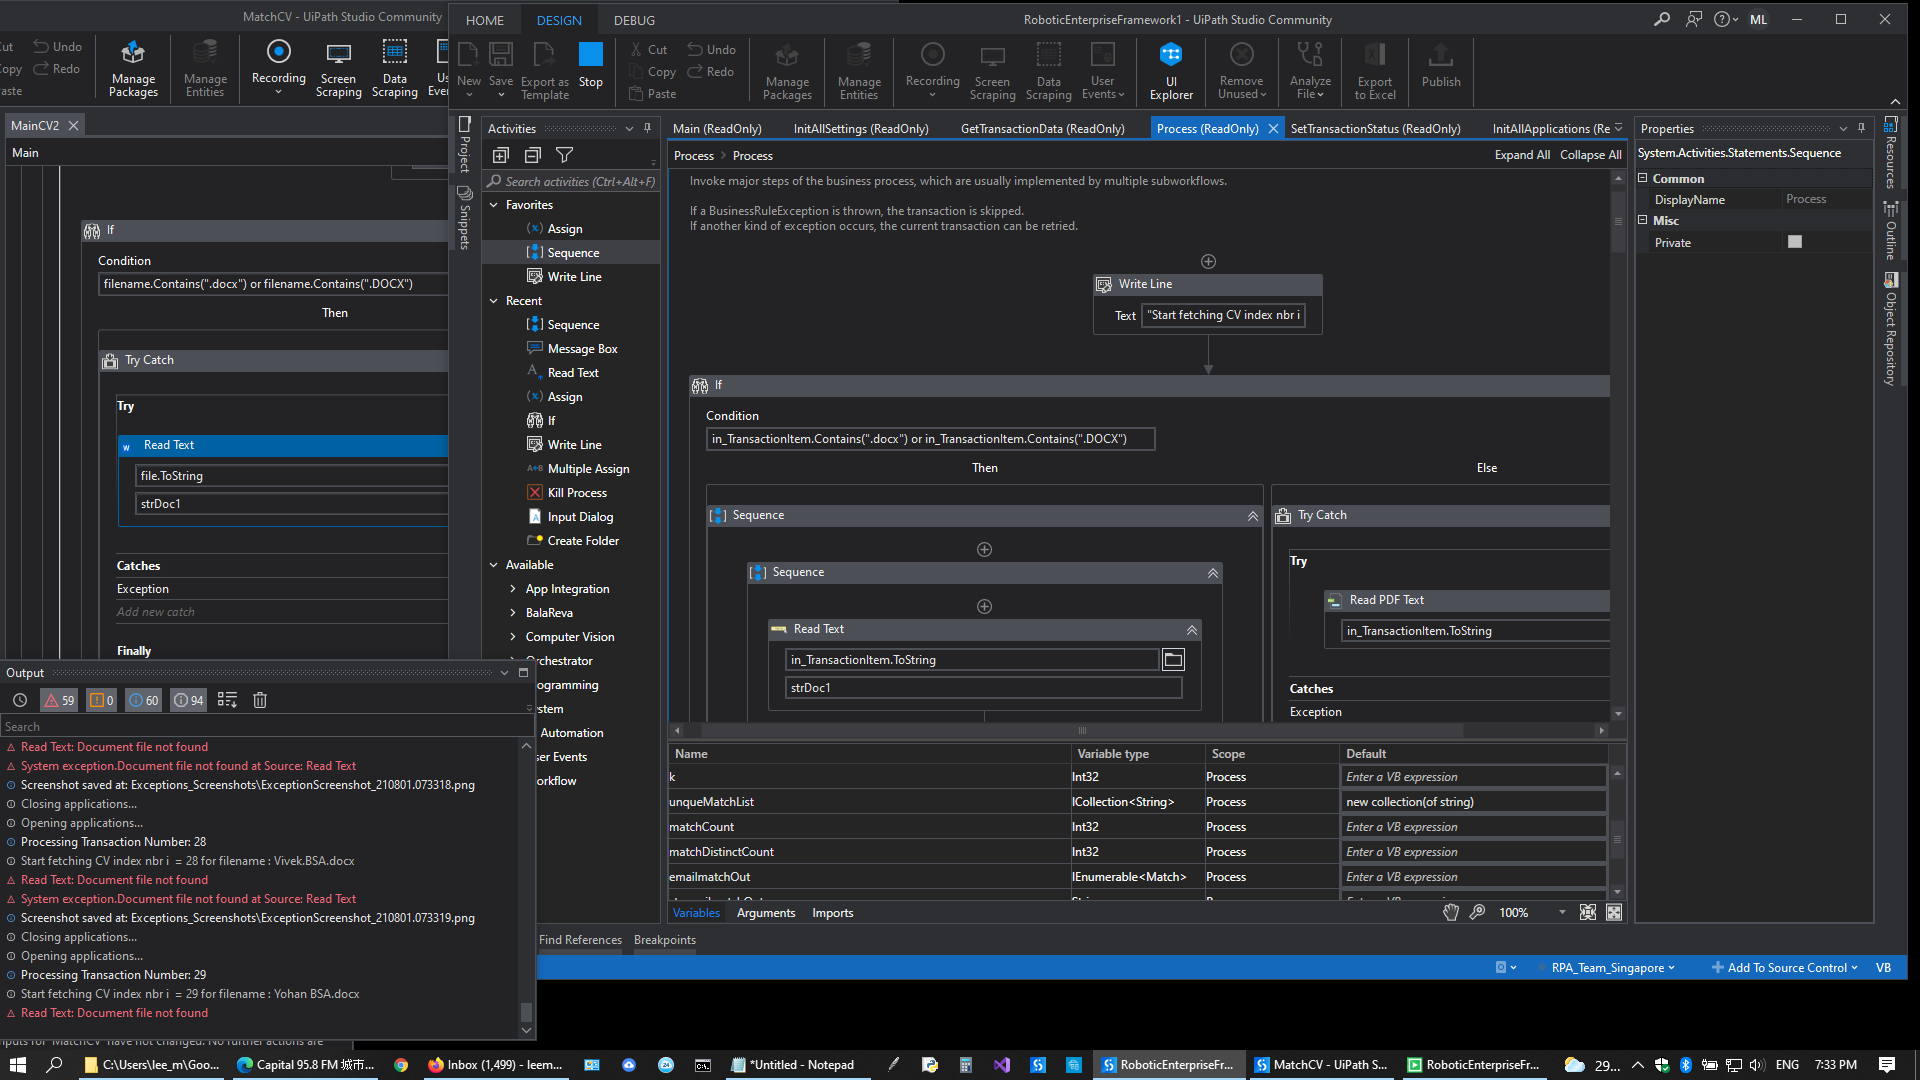 MatchCV - UiPath Studio Community
Undo
Redo
Manage Packages
Manage Entities
Recording
Screen Scraping
Data Scraping
MainCV2
Main
If
Condition
filename.Contains(".docx") or filename.Contains(".DOCX")
Then
Try Catch
Try
Read Text
file.ToString
strDoc1
Catches
Exception
Add new catch
Finally
HOME
DESIGN
DEBUG
RoboticEnterpriseFramework1 - UiPath Studio Community
ML
New
Save
Export as Template
Stop
Cut
Copy
Paste
Undo
Redo
Manage Packages
Manage Entities
Recording
Screen Scraping
Data Scraping
User Events
UI Explorer
Remove Unused
Analyze File
Export to Excel
Publish
Project
Snippets
Activities
Search activities (Ctrl+Alt+F)
Favorites
Assign
Sequence
Write Line
Recent
Sequence
Message Box
Read Text
Assign
If
Write Line
Multiple Assign
Kill Process
Input Dialog
Create Folder
Available
App Integration
BalaReva
Computer Vision
Orchestrator
Automation
Main (ReadOnly)
InitAllSettings (ReadOnly)
GetTransactionData (ReadOnly)
Process (ReadOnly)
SetTransactionStatus (ReadOnly)
InitAllApplications (Re
Process > Process
Expand All
Collapse All
Invoke major steps of the business process, which are usually implemented by multiple subworkflows.
If a BusinessRuleException is thrown, the transaction is skipped.
If another kind of exception occurs, the current transaction can be retried.
Write Line
Text "Start fetching CV index nbr i
If
Condition
in_TransactionItem.Contains(".docx") or in_TransactionItem.Contains(".DOCX")
Then
Else
Sequence
Sequence
Read Text
in_TransactionItem.ToString
strDoc1
Try Catch
Try
Read PDF Text
in_TransactionItem.ToString
Catches
Exception
Name Variable type Scope Default
k Int32 Process Enter a VB expression
unqueMatchList ICollection<String> Process new collection(of string)
matchCount Int32 Process Enter a VB expression
matchDistinctCount Int32 Process Enter a VB expression
emailmatchOut IEnumerable<Match> Process Enter a VB expression
Variables
Arguments
Imports
100%
Find References
Breakpoints
RPA_Team_Singapore
Add To Source Control
VB
Properties
System.Activities.Statements.Sequence
Common
DisplayName Process
Misc
Private
Resources
Outline
Object Repository
Output
59
0
60
94
Search
Read Text: Document file not found
System exception.Document file not found at Source: Read Text
Screenshot saved at: Exceptions_Screenshots\ExceptionScreenshot_210801.073318.png
Closing applications...
Opening applications...
Processing Transaction Number: 28
Start fetching CV index nbr i = 28 for filename : Vivek.BSA.docx
Read Text: Document file not found
System exception.Document file not found at Source: Read Text
Screenshot saved at: Exceptions_Screenshots\ExceptionScreenshot_210801.073319.png
Closing applications...
Opening applications...
Processing Transaction Number: 29
Start fetching CV index nbr i = 29 for filename : Yohan BSA.docx
Read Text: Document file not found
C:\Users\lee_m\Goo...
Capital 95.8 FM 城市...
Inbox (1,499) - leem...
*Untitled - Notepad
RoboticEnterpriseFr...
MatchCV - UiPath S...
RoboticEnterpriseFr...
29...
ENG
7:33 PM